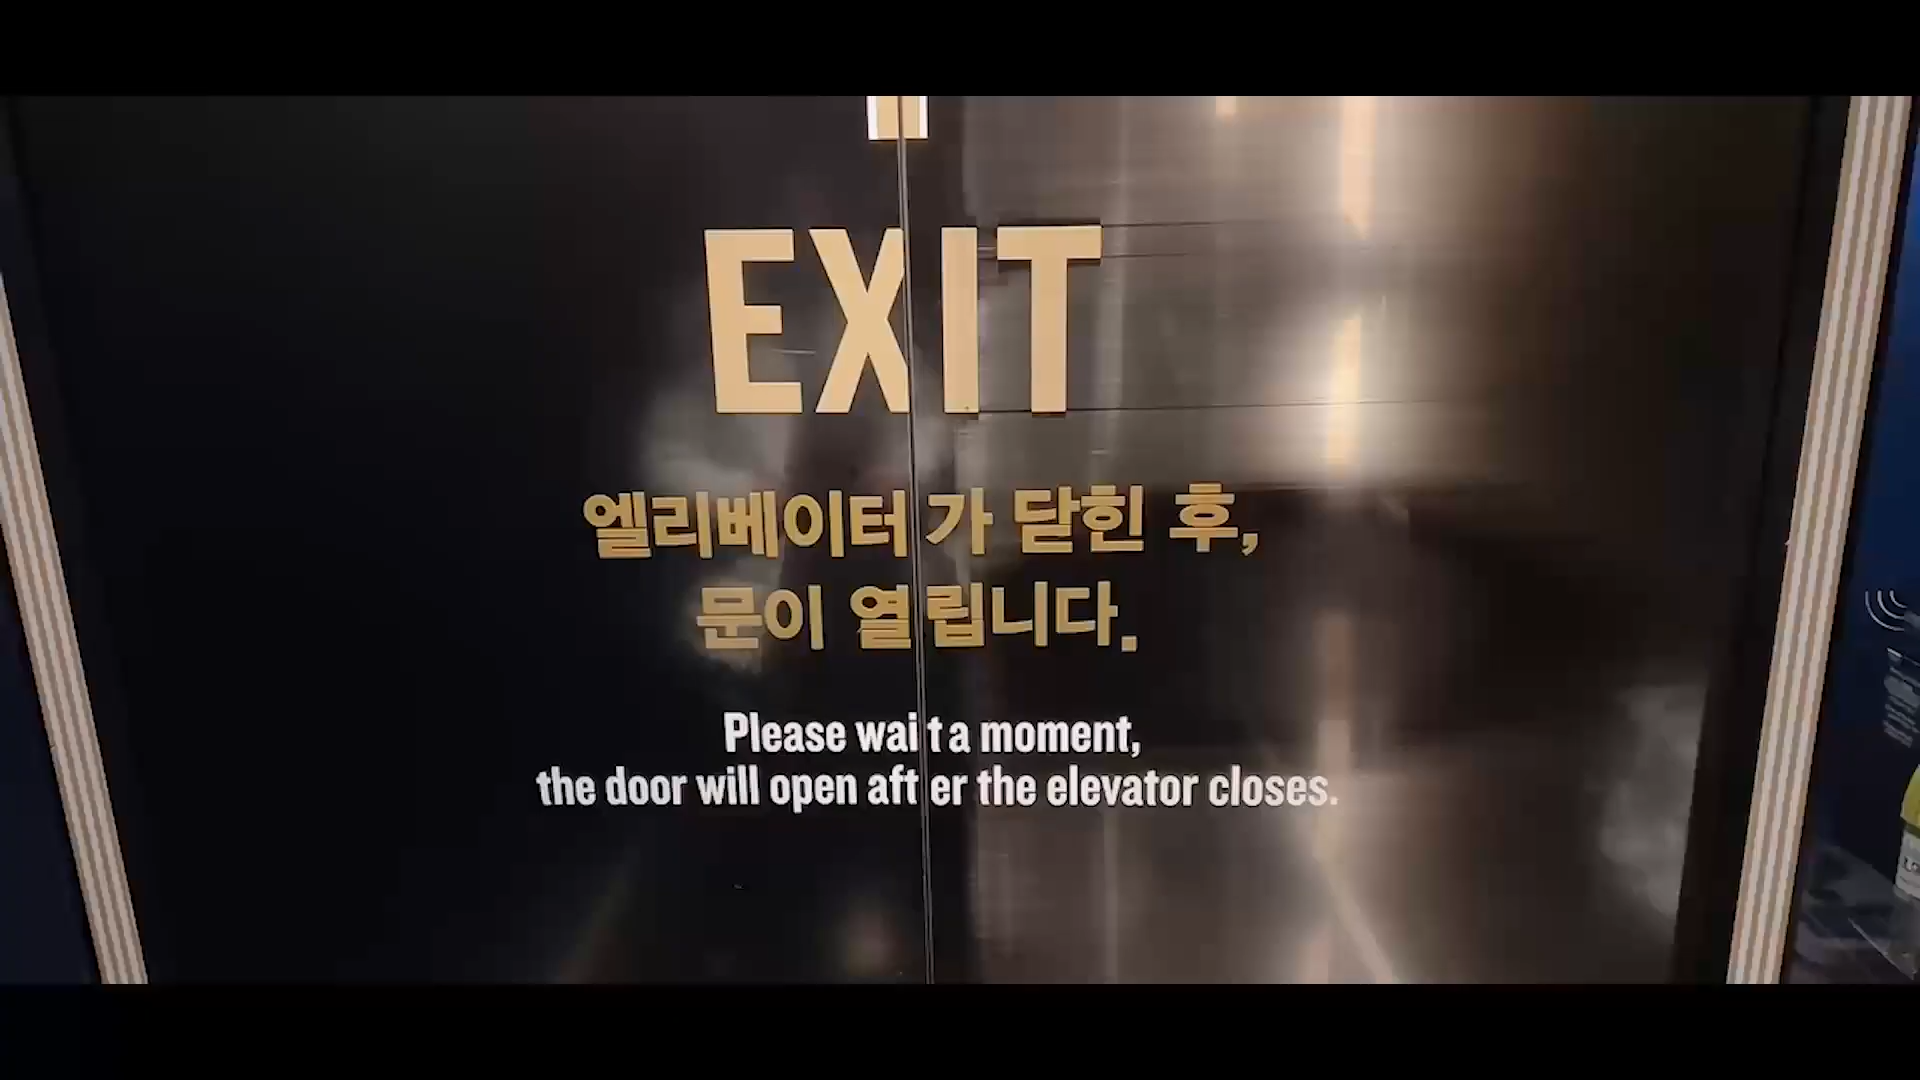 EXIT
엘리베이터가 닫힌 후,
문이 열립니다.
Please wait a moment,
the door will open after the elevator closes.